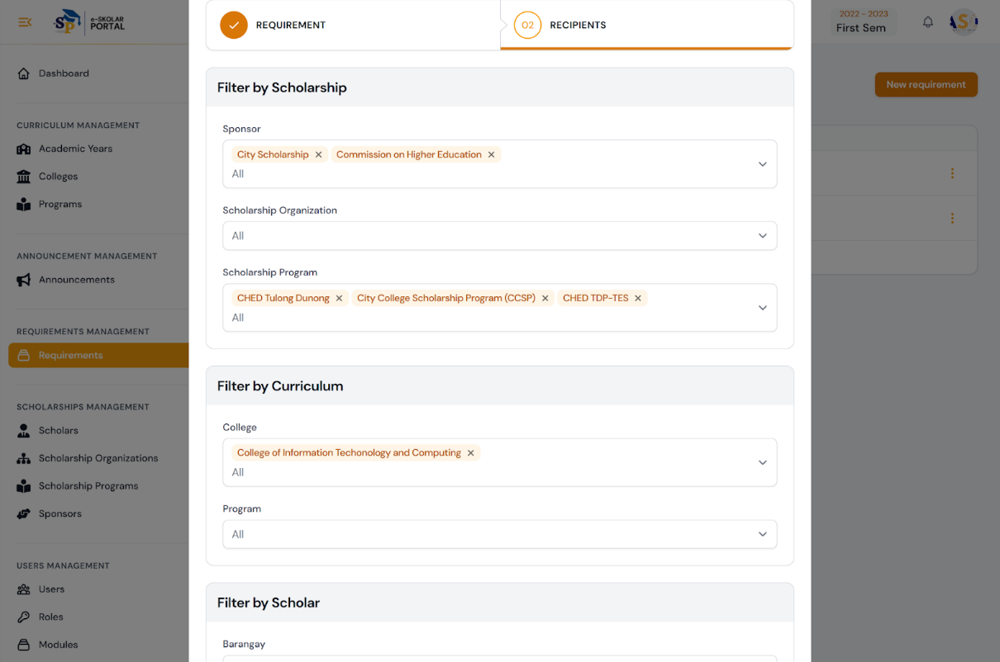 e-SKOLAR
PORTAL
Dashboard
CURRICULUM MANAGEMENT
Academic Years
Colleges
Programs
ANNOUNCEMENT MANAGEMENT
Announcements
REQUIREMENTS MANAGEMENT
Requirements
SCHOLARSHIPS MANAGEMENT
Scholars
Scholarship Organizations
Scholarship Programs
Sponsors
USERS MANAGEMENT
Users
Roles
Modules
REQUIREMENT
02 RECIPIENTS
Filter by Scholarship
Sponsor
City Scholarship Commission on Higher Education
All
Scholarship Organization
All
Scholarship Program
CHED Tulong Dunong City College Scholarship Program (CCSP) CHED TDP-TES
All
Filter by Curriculum
College
College of Information Techonology and Computing
All
Program
All
Filter by Scholar
Barangay
2022 - 2023
First Sem
New requirement